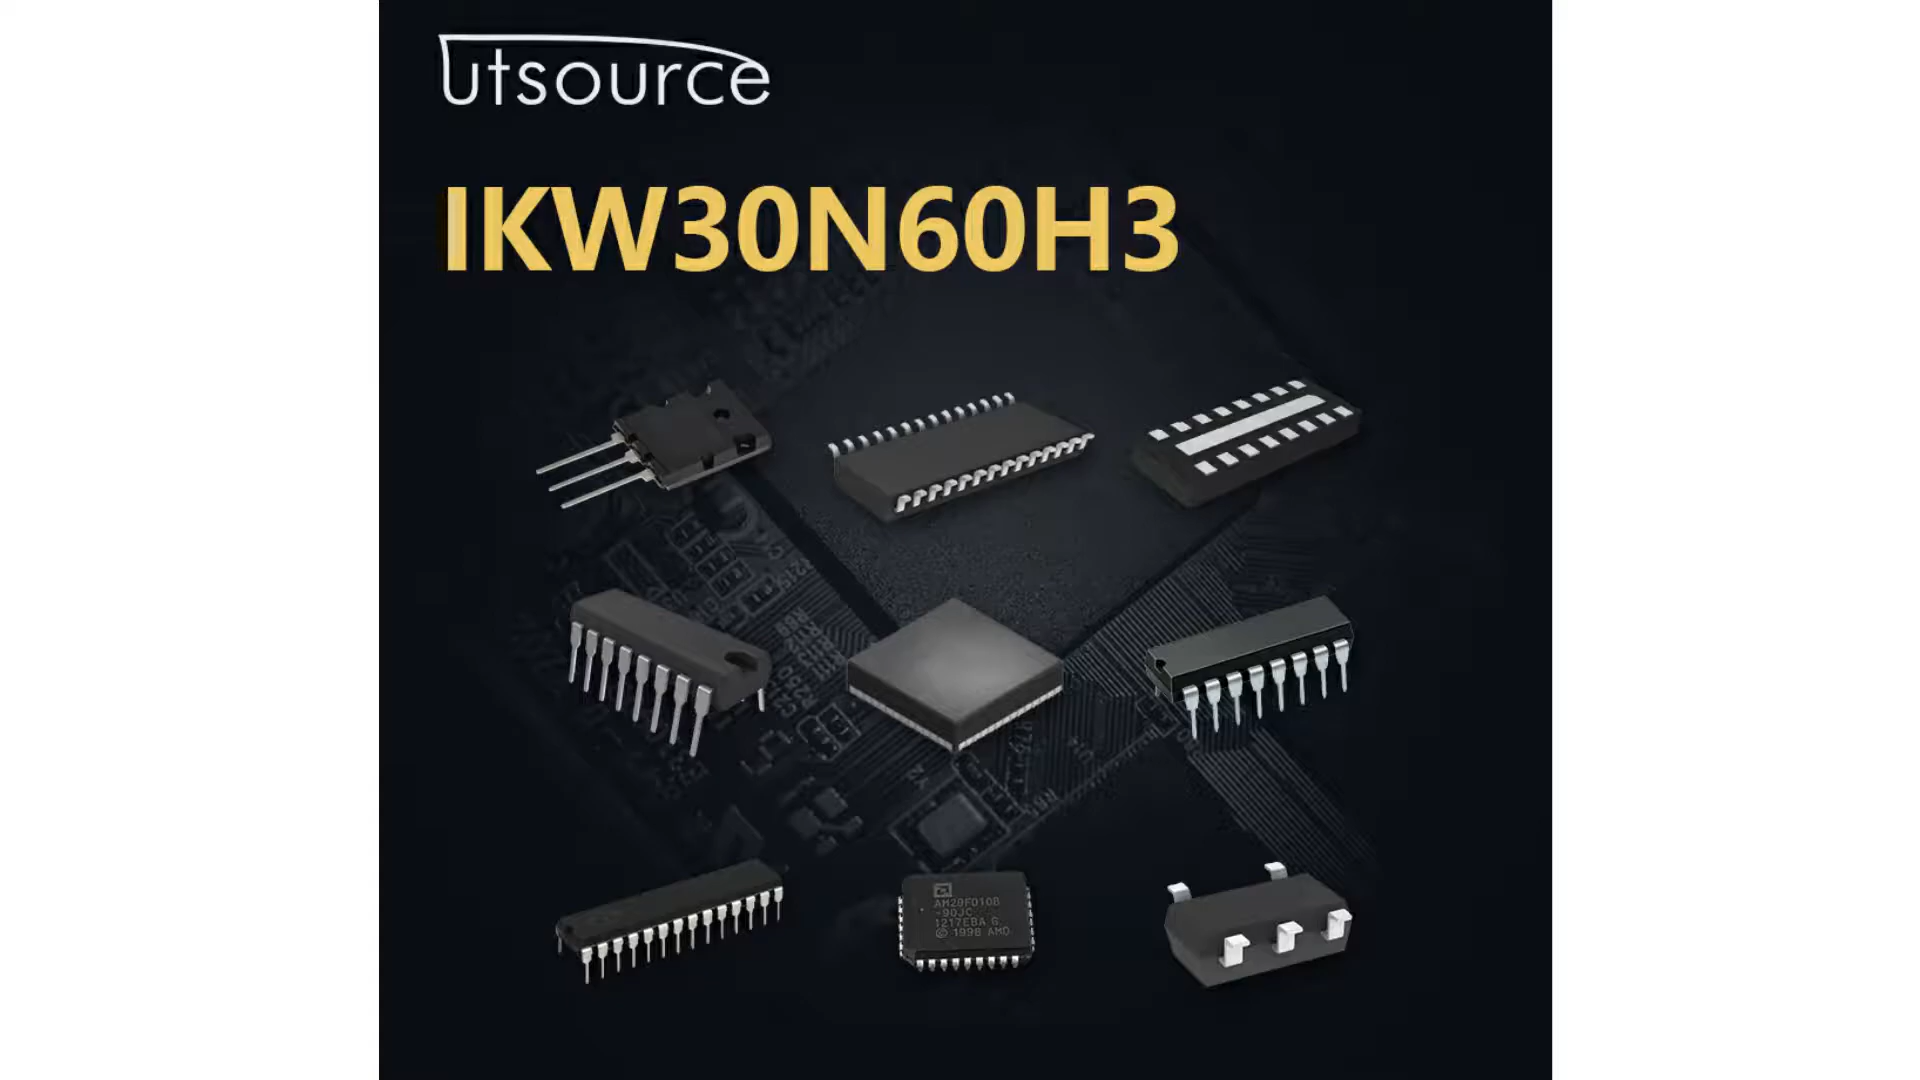 Utsource
IKW30N60H3
AM29F010B
-90JC
1217EBA G
© 1998 AMD